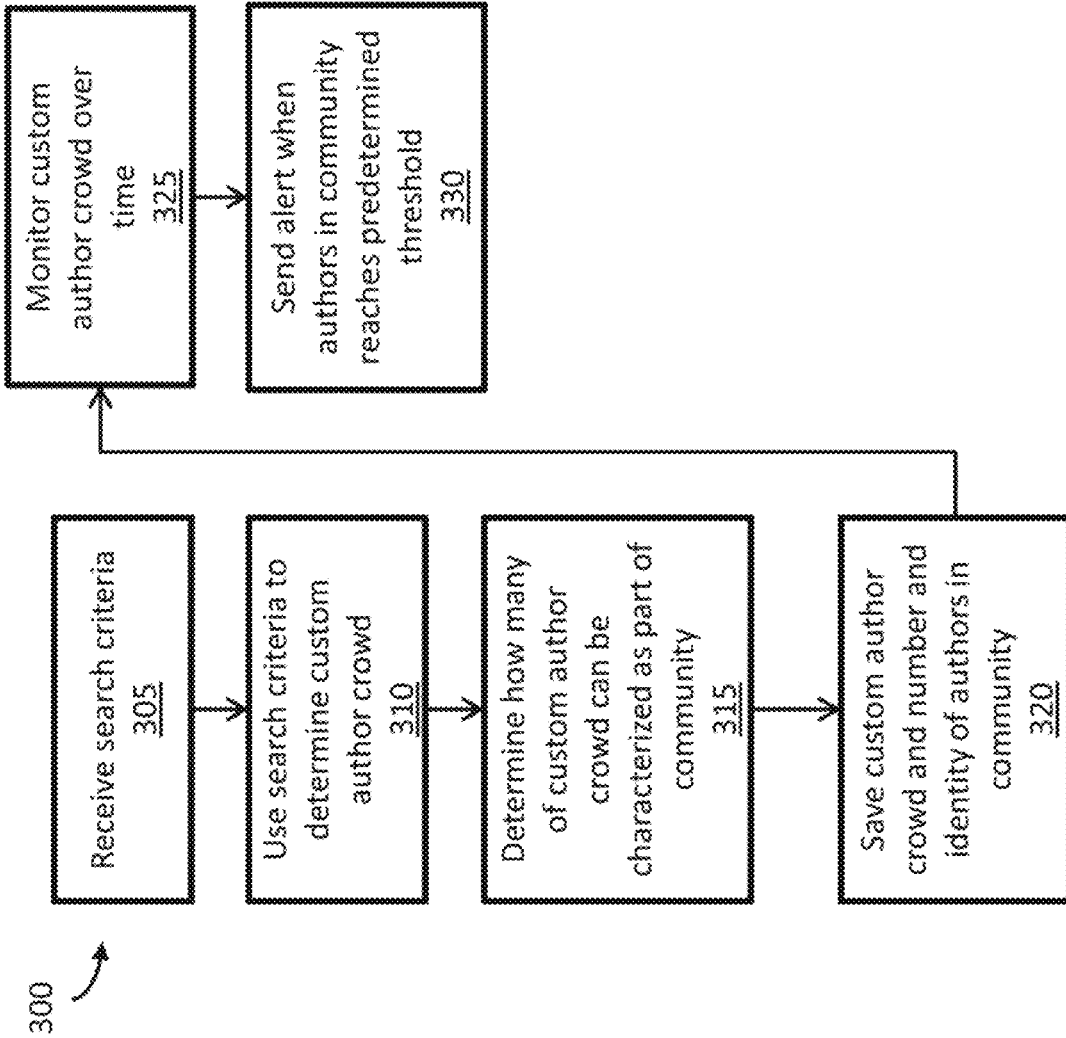 300
Receive search criteria
305
Use search criteria to
determine custom
author crowd
310
Determine how many
of custom author
crowd can be
characterized as part of
community
315
Save custom author
crowd and number and
identity of authors in
community
320
Monitor custom
author crowd over
time
325
Send alert when
authors in community
reaches predetermined
threshold
330